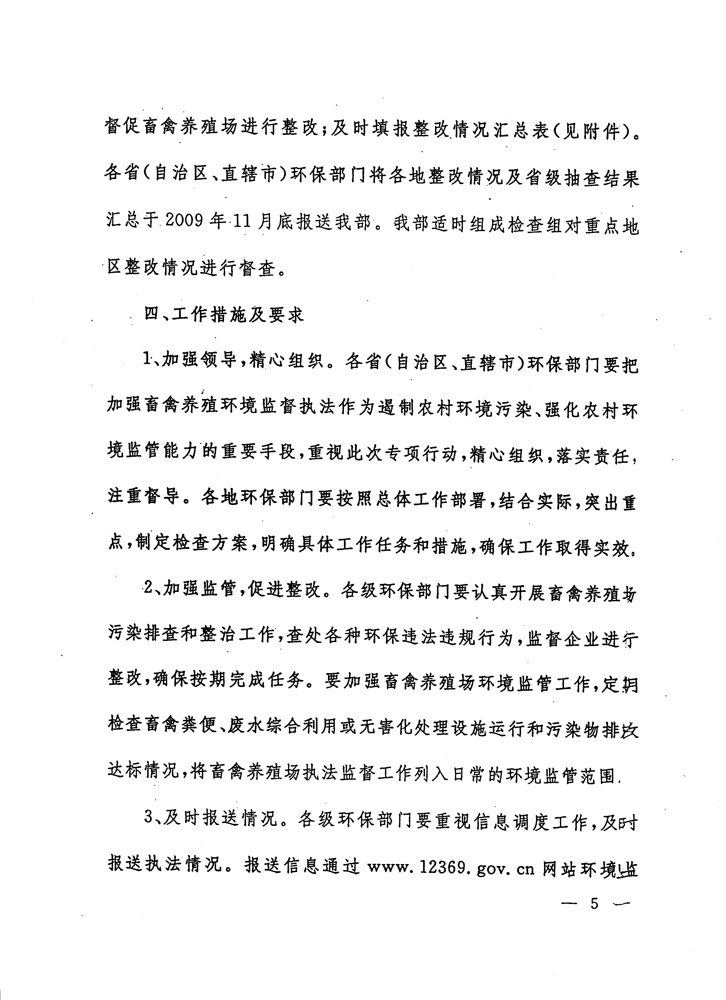 督促畜禽养殖场进行整改；及时填报整改情况汇总表（见附件）。
各省（自治区、直辖市）环保部门将各地整改情况及省级抽查结果
汇总于 2009 年 11 月底报送我部。我部适时组成检查组对重点地
区整改情况进行督查。
四、工作措施及要求
1、加强领导，精心组织。各省（自治区、直辖市）环保部门要把
加强畜禽养殖环境监督执法作为遏制农村环境污染、强化农村环
境监管能力的重要手段，重视此次专项行动，精心组织，落实责任，
注重督导。各地环保部门要按照总体工作部署，结合实际，突出重
点，制定检查方案，明确具体工作任务和措施，确保工作取得实效。
2、加强监管，促进整改。各级环保部门要认真开展畜禽养殖场
污染排查和整治工作，查处各种环保违法违规行为，监督企业进行
整改，确保按期完成任务。要加强畜禽养殖场环境监管工作，定期
检查畜禽粪便、废水综合利用或无害化处理设施运行和污染物排放
达标情况，将畜禽养殖场执法监督工作列入日常的环境监管范围.
3、及时报送情况。各级环保部门要重视信息调度工作，及时
报送执法情况。报送信息通过 www. 12369. gov. cn 网站环境监
— 5 —